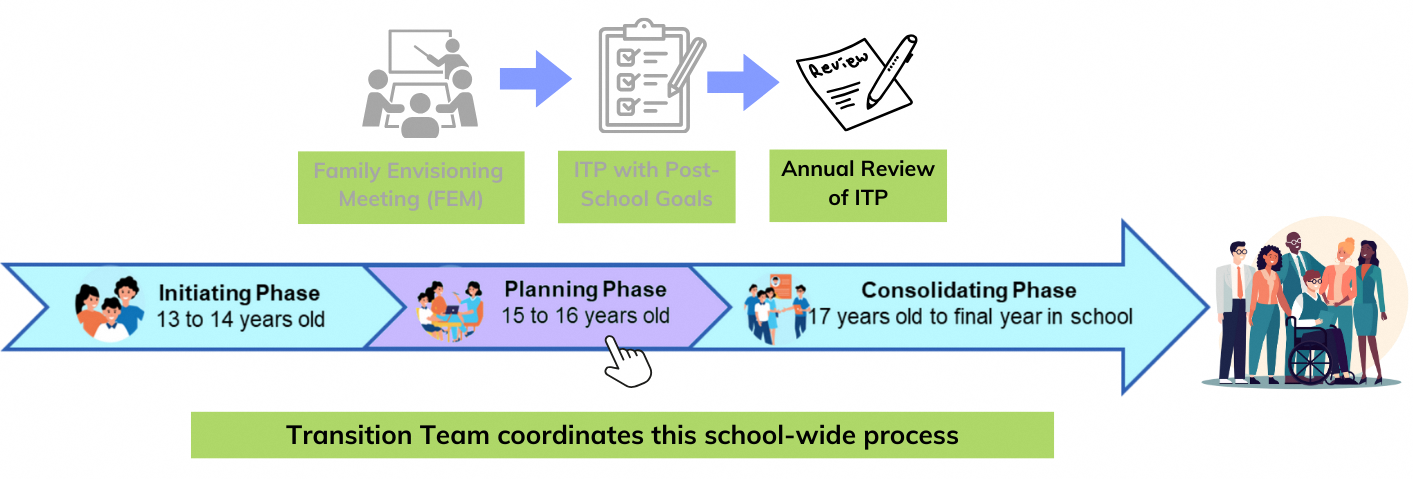 Review
Family Envisioning
Meeting (FEM)
ITP with Post-
School Goals
Annual Review
of ITP
Initiating Phase
13 to 14 years old
Planning Phase
15 to 16 years old
Consolidating Phase
17 years old to final year in school
Transition Team coordinates this school-wide process